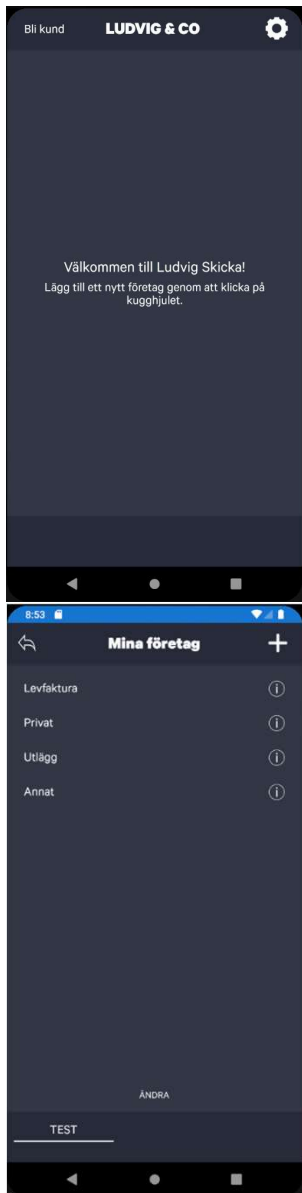 Bli kund LUDVIG & CO
Välkommen till Ludvig Skicka!
Lägg till ett nytt företag genom att klicka på
kugghjulet.
8:53
Mina företag
Levfaktura
Privat
Utlägg
Annat
ÄNDRA
TEST